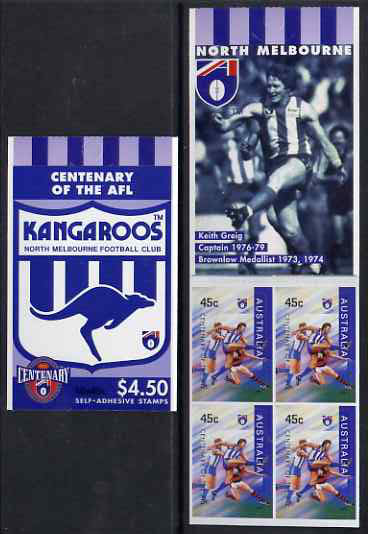 CENTENARY
OF THE AFL
KANGAROOS
TM
NORTH MELBOURNE FOOTBALL CLUB
CENTENARY
$4.50
SELF-ADHESIVE STAMPS
NORTH MELBOURNE
Keith Greig
Captain 1976-79
Brownlow Medallist 1973, 1974
45c
AUSTRALIA
45c
AUSTRALIA
45c
AUSTRALIA
45c
AUSTRALIA